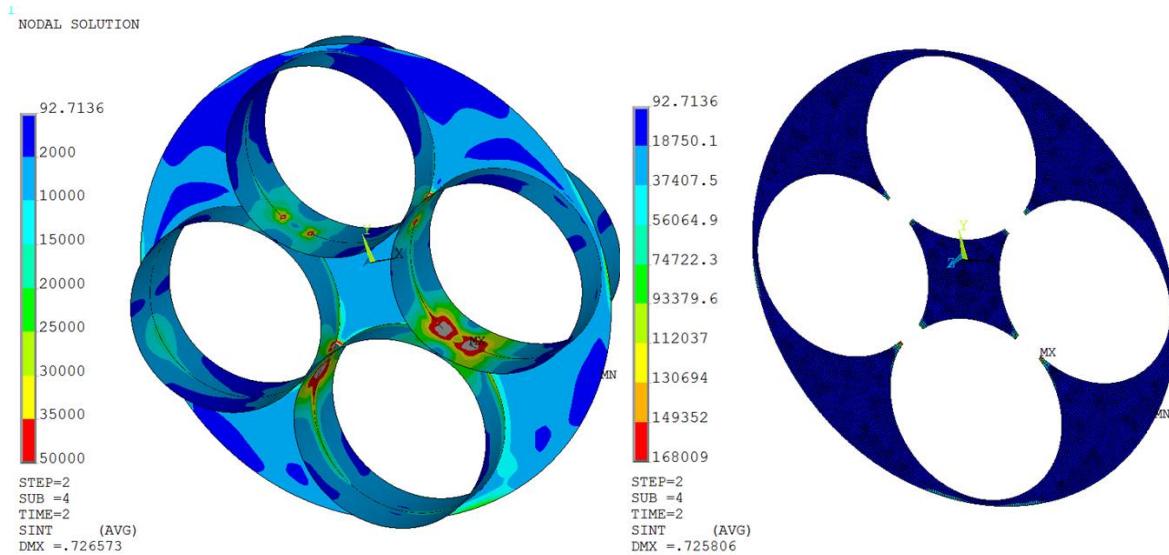 1
NODAL SOLUTION
92.7136
2000
10000
15000
20000
25000
30000
35000
50000
STEP=2
SUB =4
TIME=2
SINT (AVG)
DMX =.726573
Y
X
MX
MN
92.7136
18750.1
37407.5
56064.9
74722.3
93379.6
112037
130694
149352
168009
STEP=2
SUB =4
TIME=2
SINT (AVG)
DMX =.725806
Y
Z
MX
MN